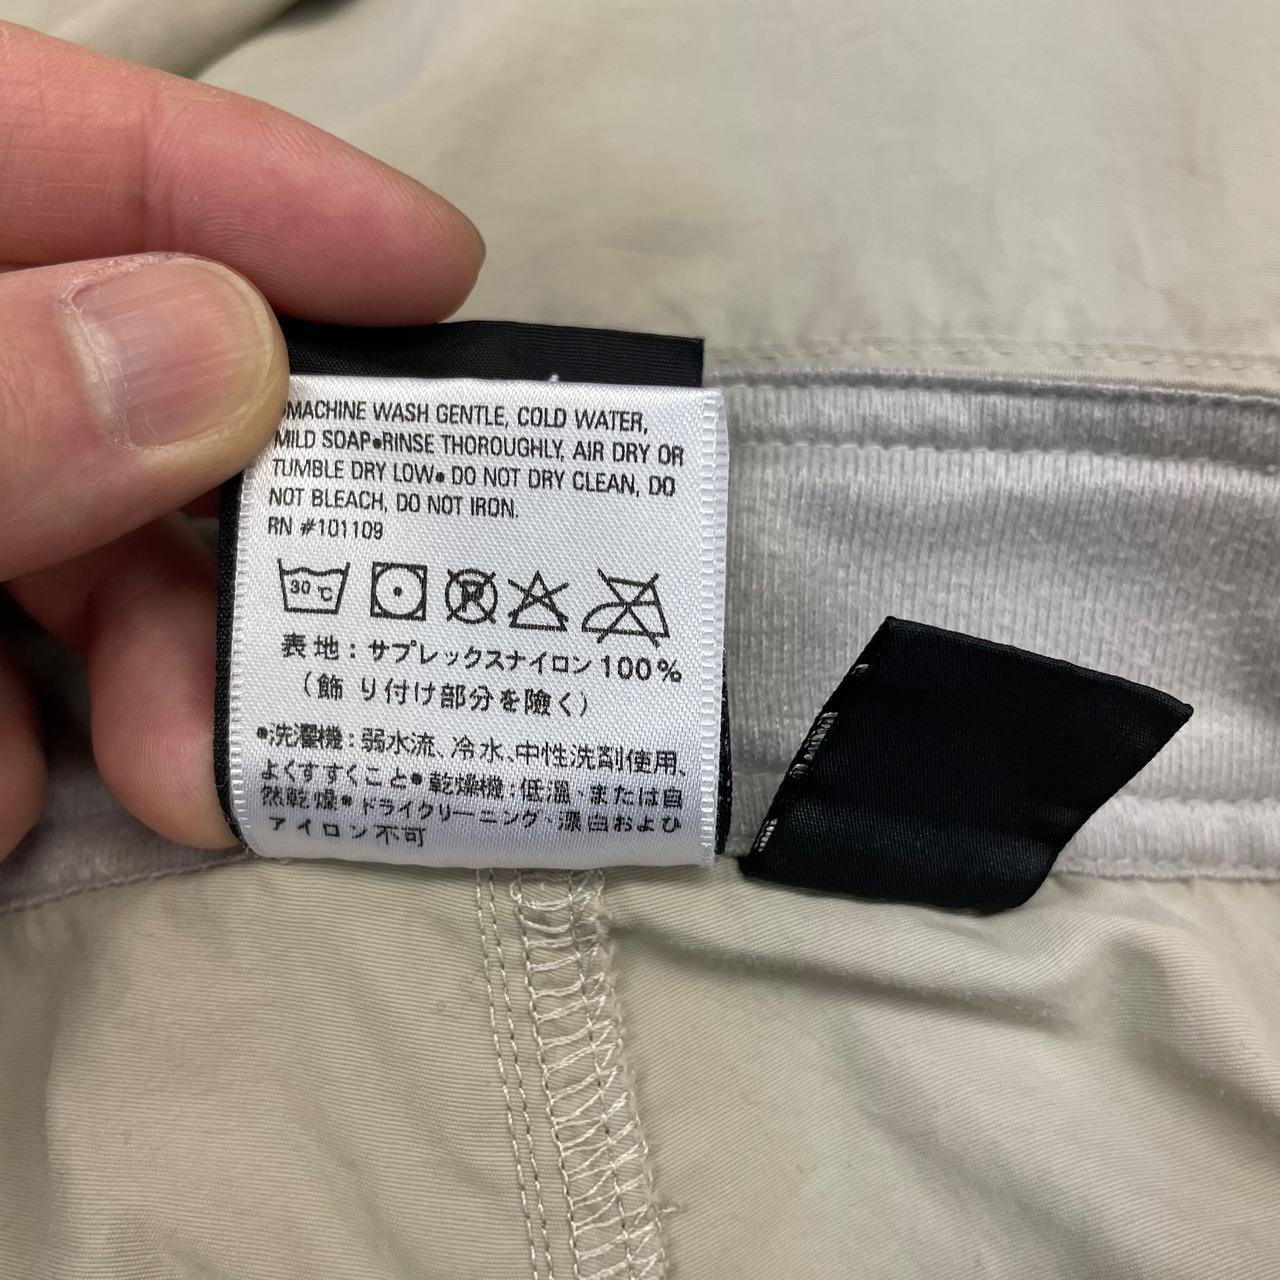 •MACHINE WASH GENTLE, COLD WATER,
MILD SOAP•RINSE THOROUGHLY, AIR DRY OR
TUMBLE DRY LOW• DO NOT DRY CLEAN, DO
NOT BLEACH, DO NOT IRON.
RN #101109
30 ℃ P
表地:サプレックスナイロン100%
(飾り付け部分を険く)
•洗濯機:弱水流、冷水、中性洗剤使用、
よくすすぐこと•乾燥機:低温、または自
然乾燥•ドライクリーニング、漂白および
アイロン不可